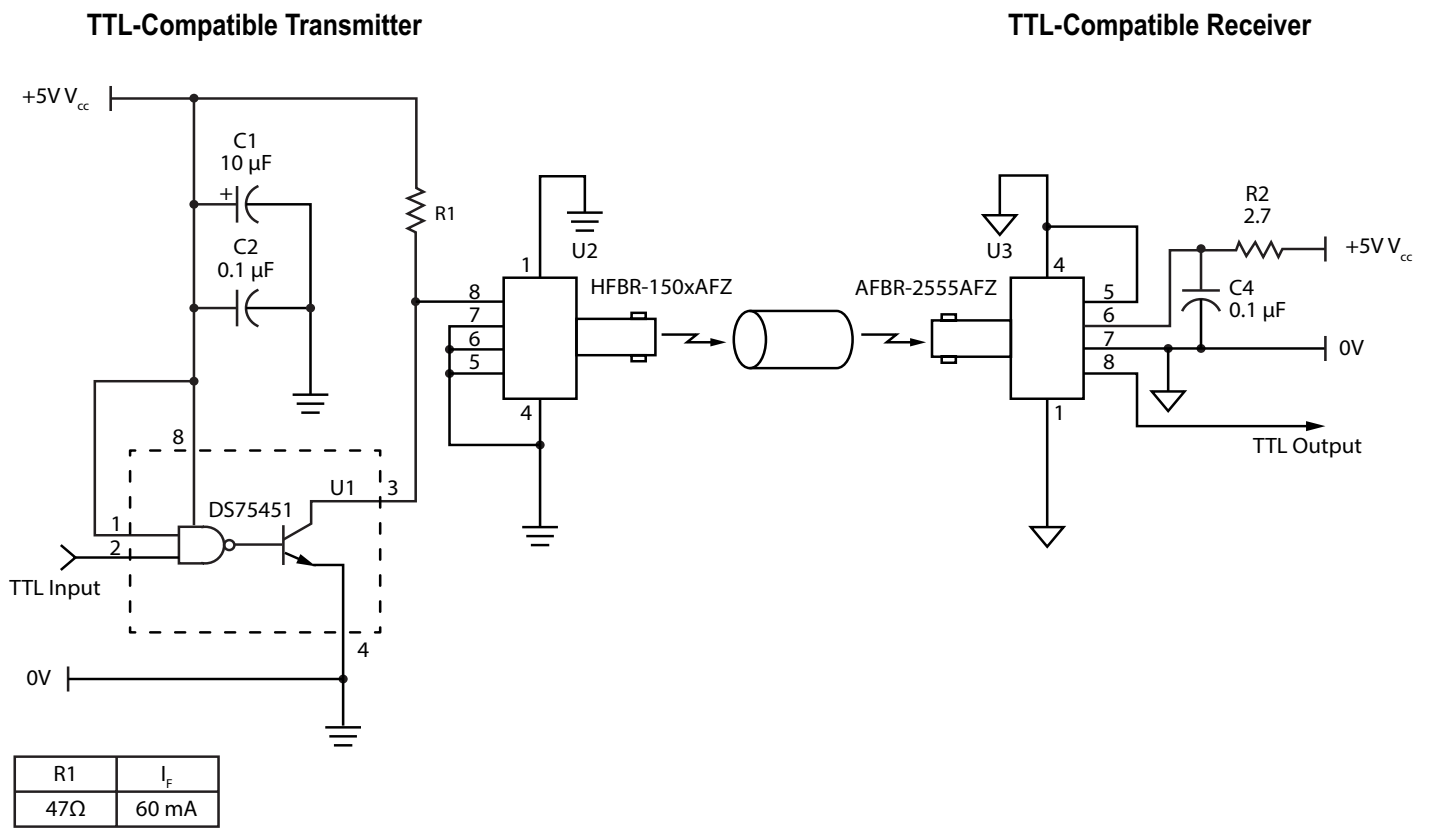 TTL-Compatible Transmitter
TTL-Compatible Receiver
+5V Vcc
C1
10 µF
+
C2
0.1 µF
R1
8
1
2
TTL Input
DS75451
U1
3
4
0V
R1
IF
47Ω
60 mA
U2
1
HFBR-150xAFZ
8
7
6
5
4
U3
4
AFBR-2555AFZ
5
6
7
8
1
R2
2.7
+5V Vcc
C4
0.1 µF
0V
TTL Output